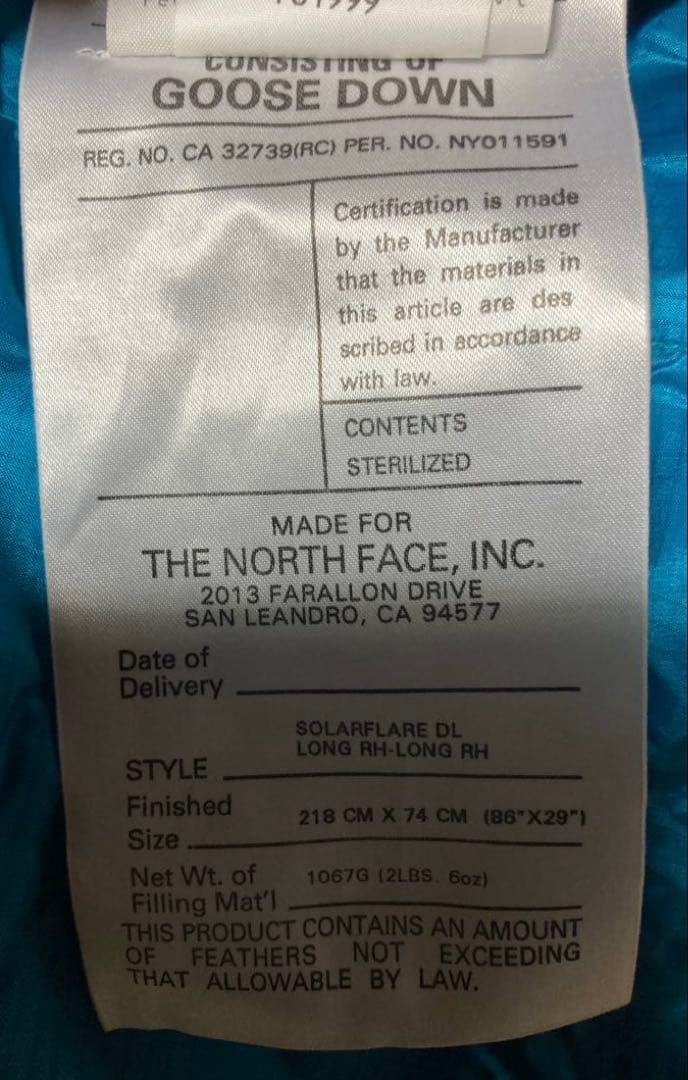 CONSISTING OF
GOOSE DOWN
REG. NO. CA 32739(RC) PER. NO. NY011591
Certification is made
by the Manufacturer
that the materials in
this article are des
scribed in accordance
with law.
CONTENTS
STERILIZED
MADE FOR
THE NORTH FACE, INC.
2013 FARALLON DRIVE
SAN LEANDRO, CA 94577
Date of
Delivery
SOLARFLARE DL
LONG RH-LONG RH
STYLE
Finished
218 CM X 74 CM (86"X29")
Size
Net Wt. of 1067G (2LBS. 6oz)
Filling Mat'l
THIS PRODUCT CONTAINS AN AMOUNT
OF FEATHERS NOT EXCEEDING
THAT ALLOWABLE BY LAW.